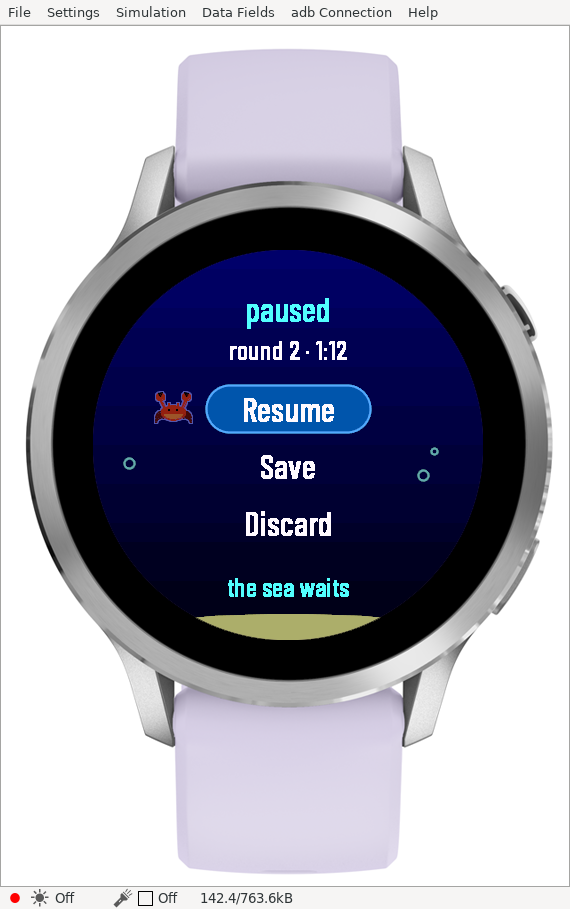 File Settings Simulation Data Fields adb Connection Help
paused
round 2 · 1:12
Resume
Save
Discard
the sea waits
Off Off 142.4/763.6kB